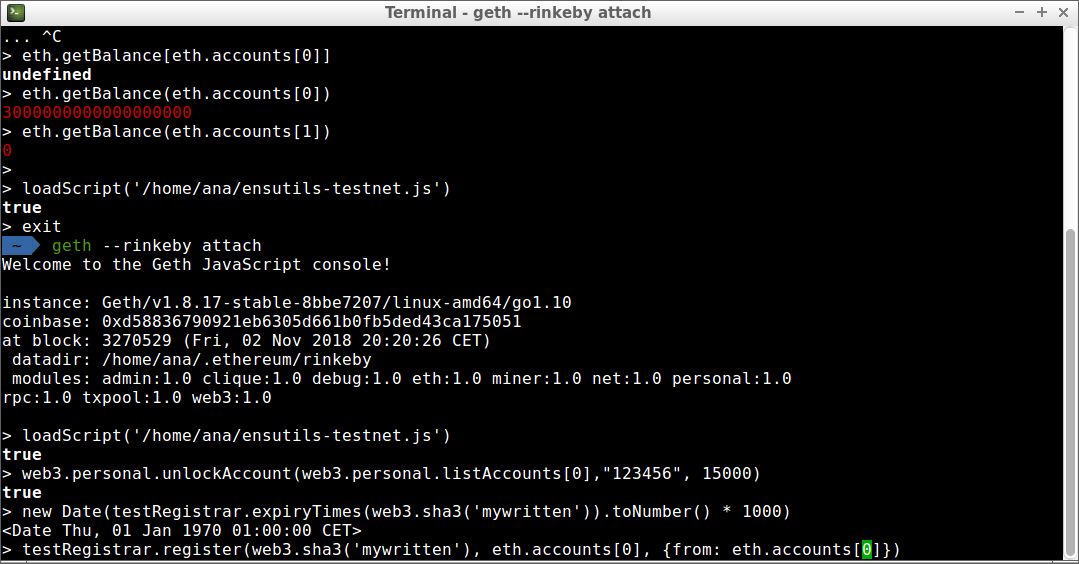 Terminal - geth --rinkeby attach
... ^C
> eth.getBalance[eth.accounts[0]]
undefined
> eth.getBalance(eth.accounts[0])
3000000000000000000
> eth.getBalance(eth.accounts[1])
0
>
> loadScript('/home/ana/ensutils-testnet.js')
true
> exit
~ geth --rinkeby attach
Welcome to the Geth JavaScript console!
instance: Geth/v1.8.17-stable-8bbe7207/linux-amd64/go1.10
coinbase: 0xd58836790921eb6305d661b0fb5ded43ca175051
at block: 3270529 (Fri, 02 Nov 2018 20:20:26 CET)
datadir: /home/ana/.ethereum/rinkeby
modules: admin:1.0 clique:1.0 debug:1.0 eth:1.0 miner:1.0 net:1.0 personal:1.0
rpc:1.0 txpool:1.0 web3:1.0
> loadScript('/home/ana/ensutils-testnet.js')
true
> web3.personal.unlockAccount(web3.personal.listAccounts[0],"123456", 15000)
true
> new Date(testRegistrar.expiryTimes(web3.sha3('mywritten')).toNumber() * 1000)
<Date Thu, 01 Jan 1970 01:00:00 CET>
> testRegistrar.register(web3.sha3('mywritten'), eth.accounts[0], {from: eth.accounts[0]})